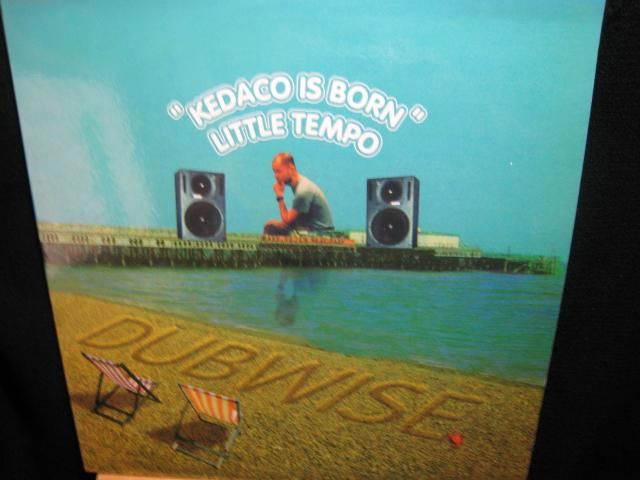 "KEDACO IS BORN"
LITTLE TEMPO
DUBWISE.